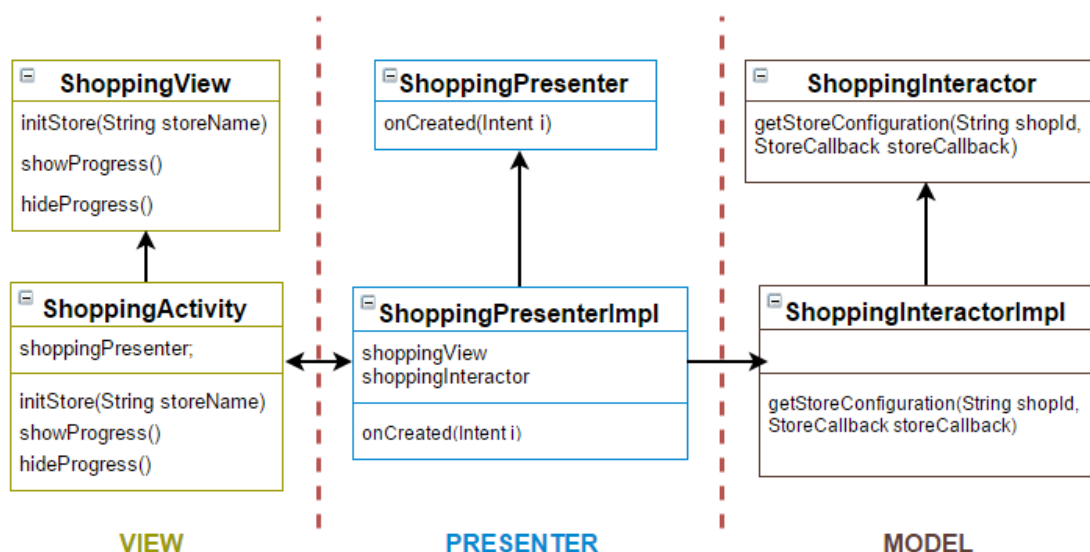 ShoppingView
initStore(String storeName)
showProgress()
hideProgress()
ShoppingActivity
shoppingPresenter;
initStore(String storeName)
showProgress()
hideProgress()
VIEW
ShoppingPresenter
onCreated(Intent i)
ShoppingPresenterImpl
shoppingView
shoppingInteractor
onCreated(Intent i)
PRESENTER
ShoppingInteractor
getStoreConfiguration(String shopId,
StoreCallback storeCallback)
ShoppingInteractorImpl
getStoreConfiguration(String shopId,
StoreCallback storeCallback)
MODEL